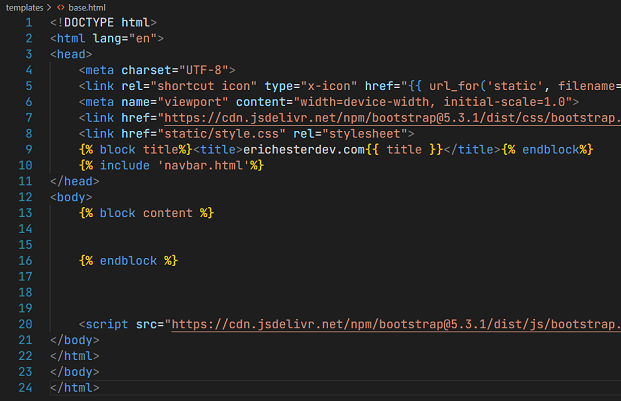 templates > <> base.html
1 <!DOCTYPE html>
2 <html lang="en">
3 <head>
4 <meta charset="UTF-8">
5 <link rel="shortcut icon" type="x-icon" href="{{ url_for('static', filename=
6 <meta name="viewport" content="width=device-width, initial-scale=1.0">
7 <link href="https://cdn.jsdelivr.net/npm/bootstrap@5.3.1/dist/css/bootstrap.
8 <link href="static/style.css" rel="stylesheet">
9 {% block title%}<title>erichesterdev.com{{ title }}</title>{% endblock%}
10 {% include 'navbar.html'%}
11 </head>
12 <body>
13 {% block content %}
14
15
16 {% endblock %}
17
18
19
20 <script src="https://cdn.jsdelivr.net/npm/bootstrap@5.3.1/dist/js/bootstrap.
21 </body>
22 </html>
23 </body>
24 </html>